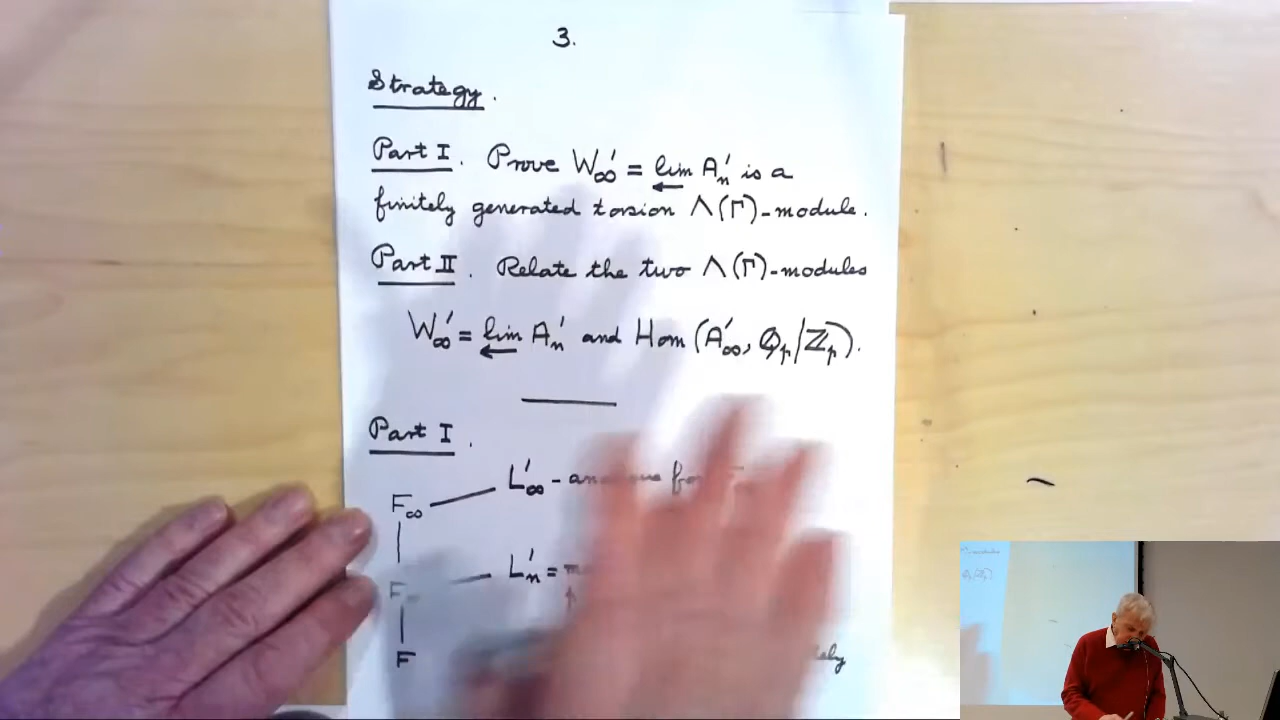 3.
Strategy.
Part I. Prove W'∞ = lim← A'n is a
finitely generated torsion Λ(Γ)-module.
Part II. Relate the two Λ(Γ)-modules
W'∞ = lim← A'n and Hom(A'∞, ℚp/ℤp).
Part I.
F∞ L'∞ -
F L'n =
F